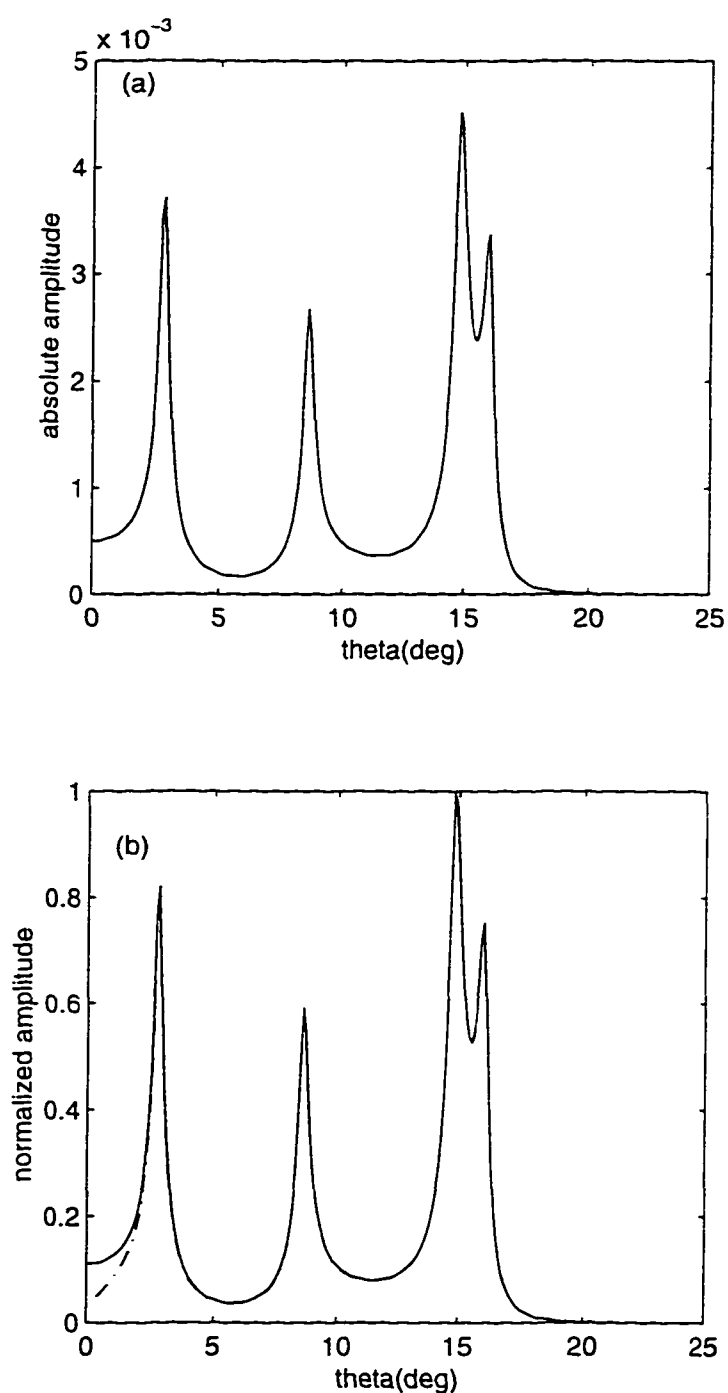 x 10⁻³
5
(a)
4
3
2
1
0
absolute amplitude
0 5 10 15 20 25
theta(deg)
1
(b)
0.8
0.6
0.4
0.2
0
normalized amplitude
0 5 10 15 20 25
theta(deg)